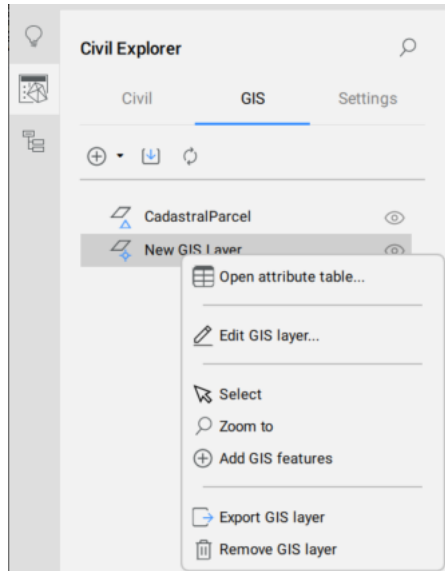 Civil Explorer
Civil GIS Settings
CadastralParcel
New GIS Layer
Open attribute table...
Edit GIS layer...
Select
Zoom to
Add GIS features
Export GIS layer
Remove GIS layer